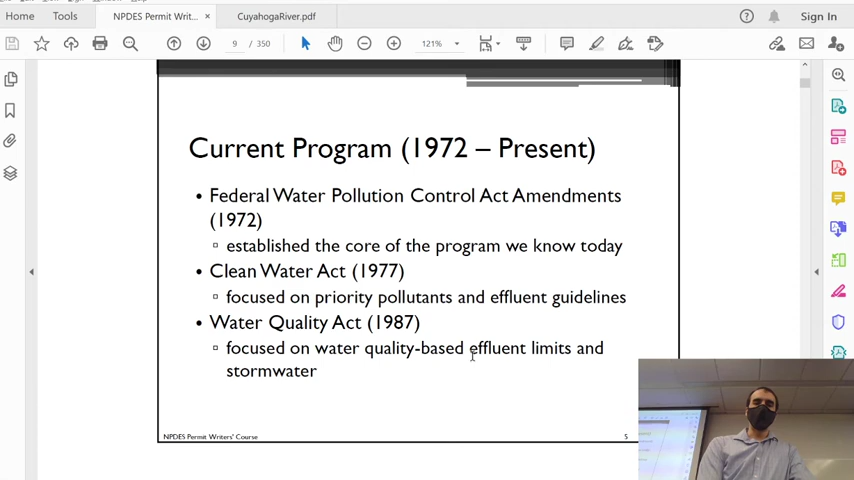 Home Tools NPDES Permit Writ... × CuyahogaRiver.pdf Sign In
9 / 350 121%
Current Program (1972 – Present)
• Federal Water Pollution Control Act Amendments
(1972)
▫ established the core of the program we know today
• Clean Water Act (1977)
▫ focused on priority pollutants and effluent guidelines
• Water Quality Act (1987)
▫ focused on water quality-based effluent limits and
stormwater
NPDES Permit Writers' Course 5